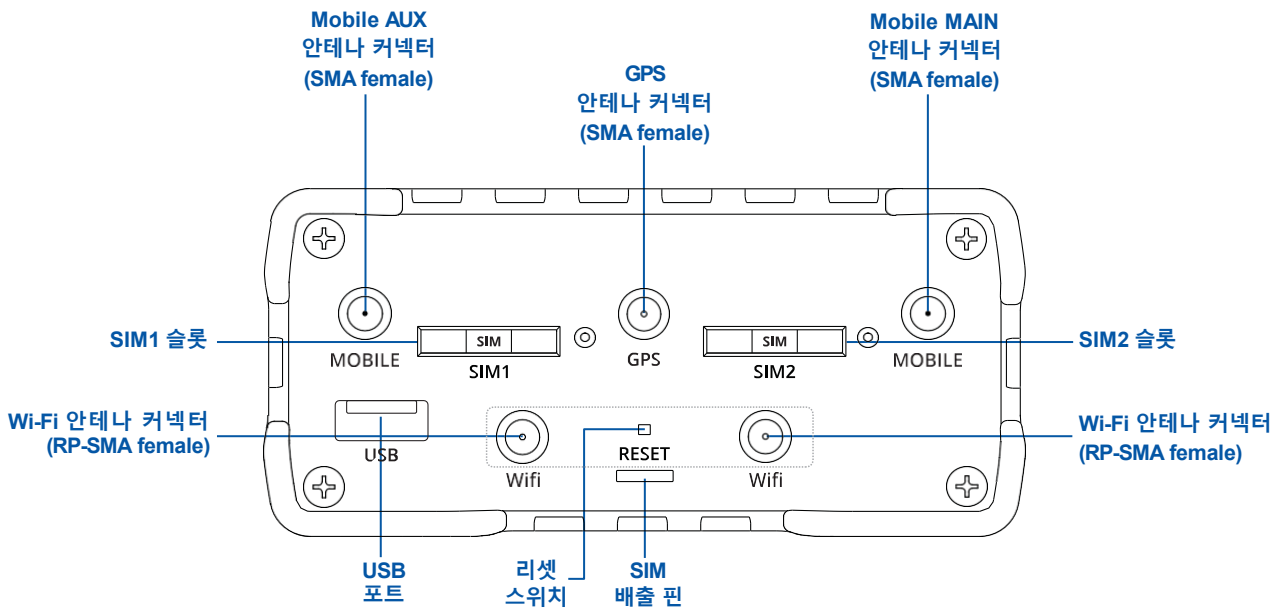 Mobile AUX
안테나 커넥터
(SMA female)
GPS
안테나 커넥터
(SMA female)
Mobile MAIN
안테나 커넥터
(SMA female)
SIM1 슬롯
MOBILE
SIM
SIM1
GPS
SIM
SIM2
MOBILE
SIM2 슬롯
Wi-Fi 안테나 커넥터
(RP-SMA female)
USB
Wifi
RESET
Wifi
Wi-Fi 안테나 커넥터
(RP-SMA female)
USB
포트
리셋
스위치
SIM
배출 핀